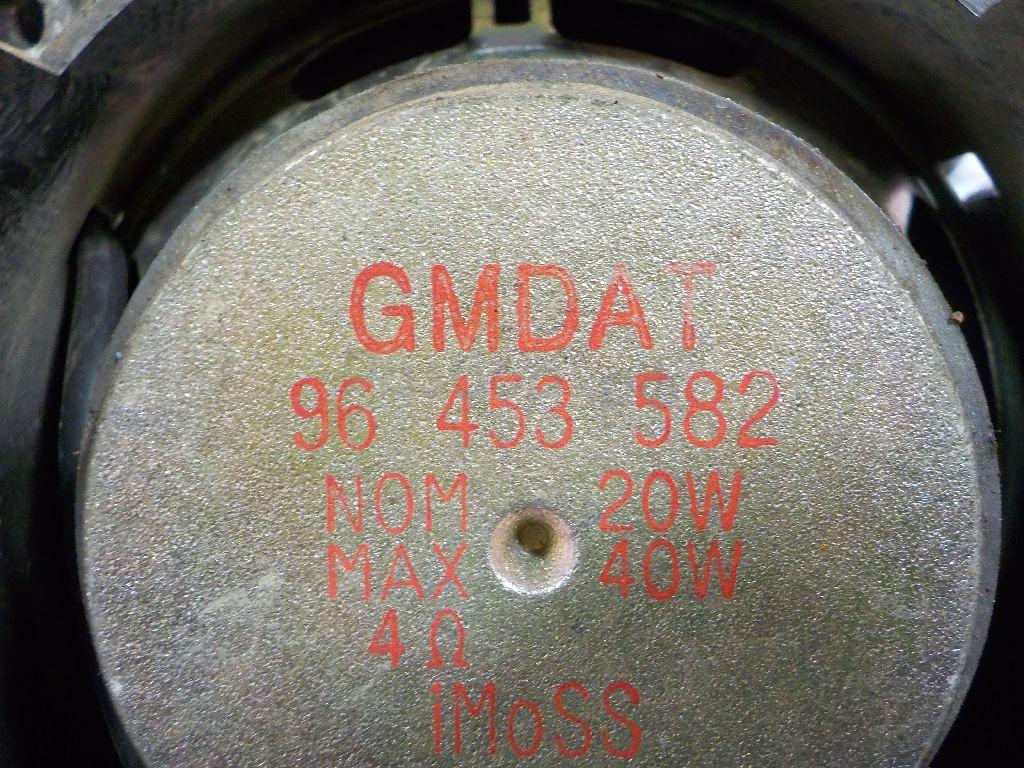 GMDAT
96 453 582
NOM 20W
MAX 40W
4Ω
iMoSS